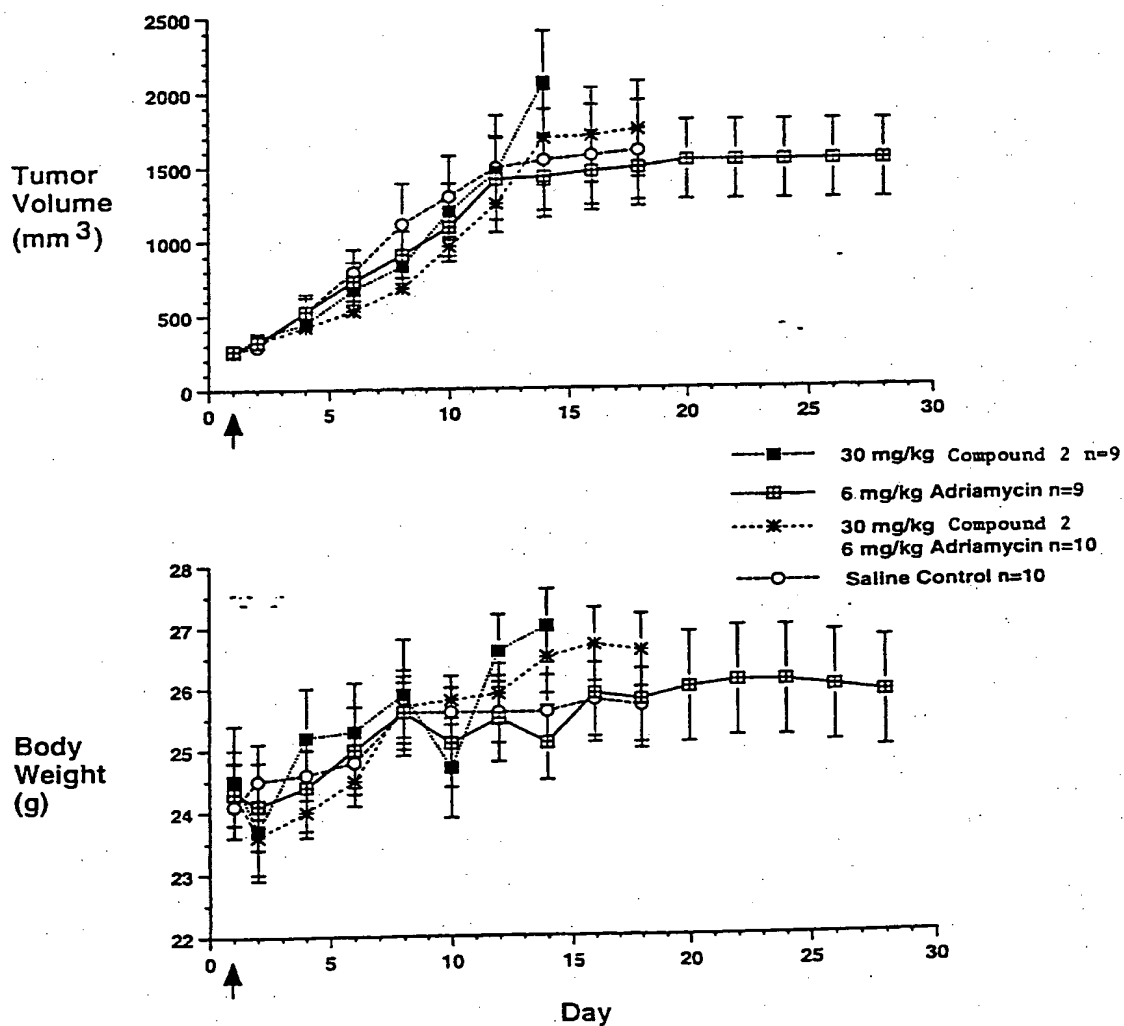 2500
2000
1500
1000
500
0
Tumor
Volume
(mm 3)
0 5 10 15 20 25 30
30 mg/kg Compound 2 n=9
6 mg/kg Adriamycin n=9
30 mg/kg Compound 2
6 mg/kg Adriamycin n=10
Saline Control n=10
28
27
26
25
24
23
22
Body
Weight
(g)
0 5 10 15 20 25 30
Day